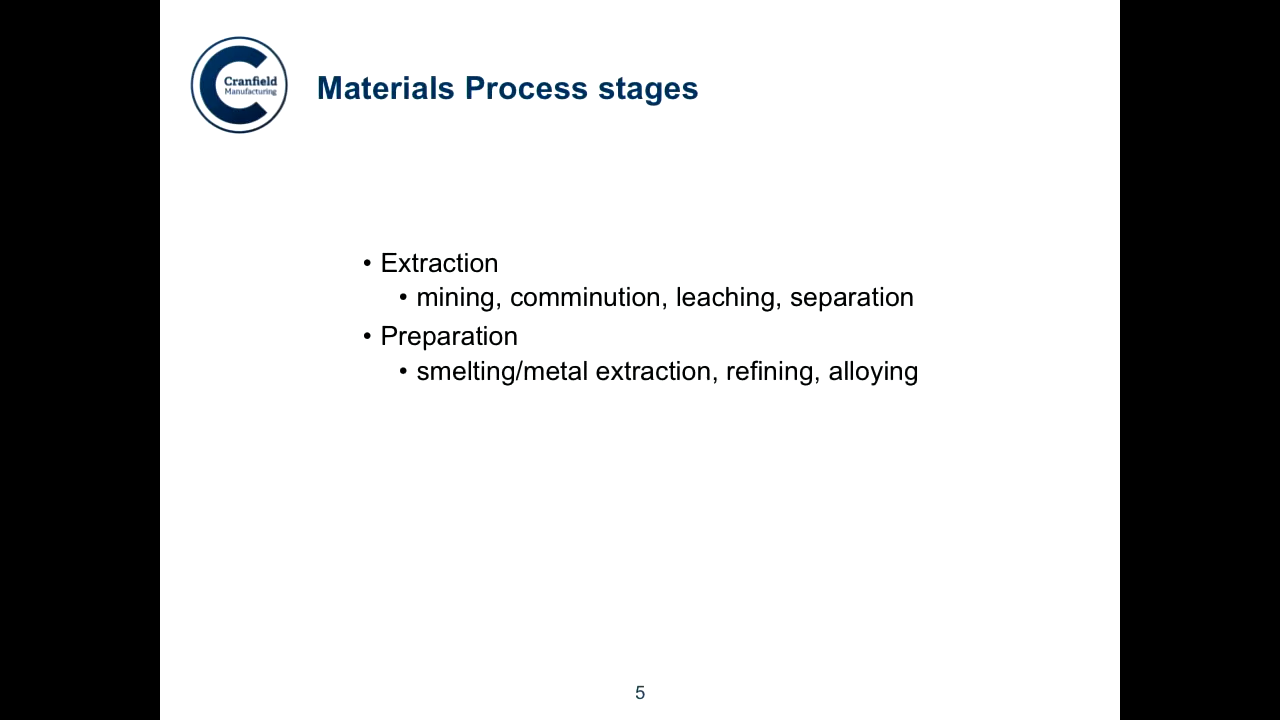 Cranfield
Manufacturing
Materials Process stages
• Extraction
• mining, comminution, leaching, separation
• Preparation
• smelting/metal extraction, refining, alloying
5